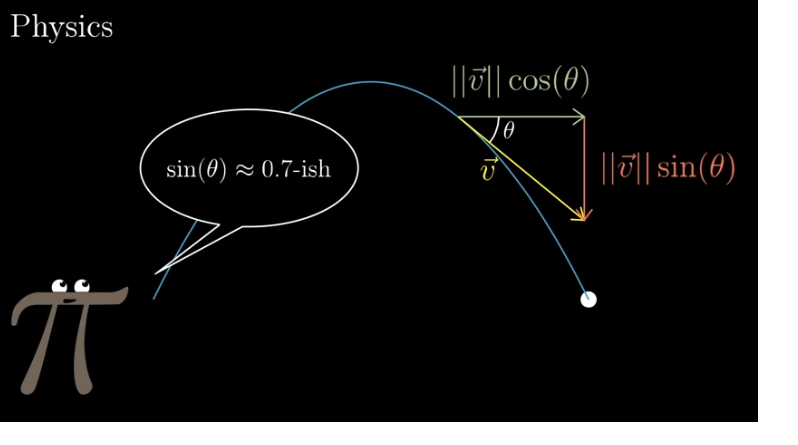 Physics
||v⃗|| cos(θ)
θ
sin(θ) ≈ 0.7-ish
v⃗
||v⃗|| sin(θ)